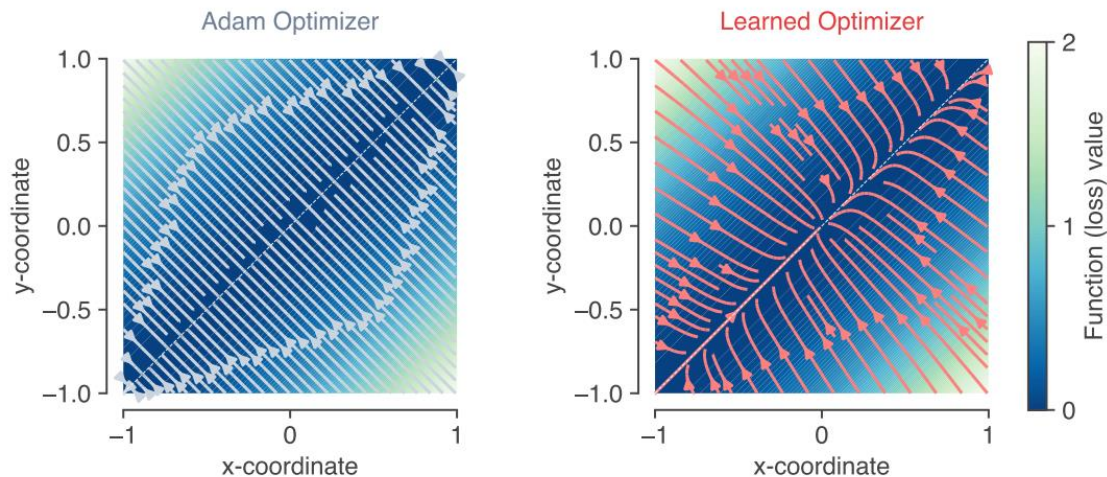 Adam Optimizer
1.0
0.5
0.0
−0.5
−1.0
y-coordinate
−1
0
1
x-coordinate
Learned Optimizer
1.0
0.5
0.0
−0.5
−1.0
y-coordinate
−1
0
1
x-coordinate
2
1
0
Function (loss) value